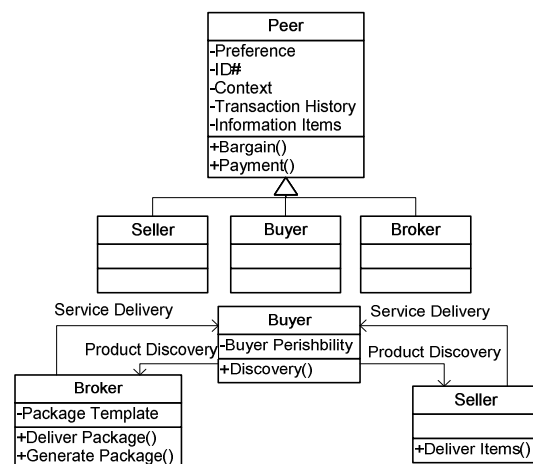 Peer
-Preference
-ID#
-Context
-Transaction History
-Information Items
+Bargain()
+Payment()
Seller
Buyer
Broker
Service Delivery
Buyer
Service Delivery
-Buyer Perishbility
Product Discovery
+Discovery()
Product Discovery
Broker
-Package Template
+Deliver Package()
+Generate Package()
Seller
+Deliver Items()